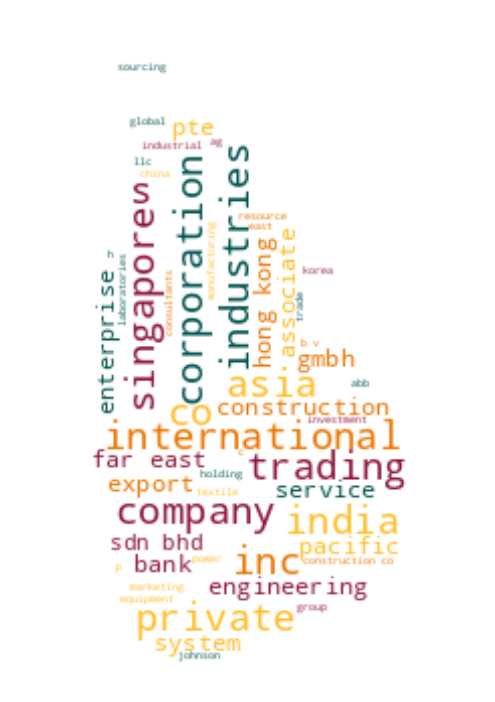 sourcing
global
pte
industrial
ag
llc
china
singapores
corporation
industries
resource
east
manufacturing
consultants
laboratories
enterprise
hong kong
associate
trade
korea
b v
gmbh
abb
asia
co
construction
investment
international
far east
c
trading
holding
export
textile
service
company
india
sdn bhd
pacific
bank
power
inc
construction co
p
marketing
engineering
equipment
private
group
system
johnson